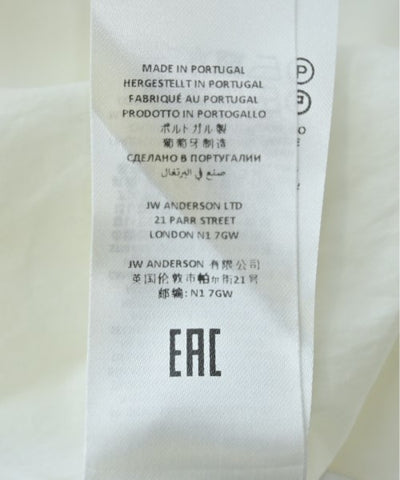 MADE IN PORTUGAL
HERGESTELLT IN PORTUGAL
FABRIQUÉ AU PORTUGAL
PRODOTTO IN PORTOGALLO
ポルトガル製
葡萄牙制造
СДЕЛАНО В ПОРТУГАЛИИ
صنع في البرتغال
JW ANDERSON LTD
21 PARR STREET
LONDON N1 7GW
JW ANDERSON 有限公司
英国伦敦市帕尔街21号
邮编: N1 7GW
EAC
P